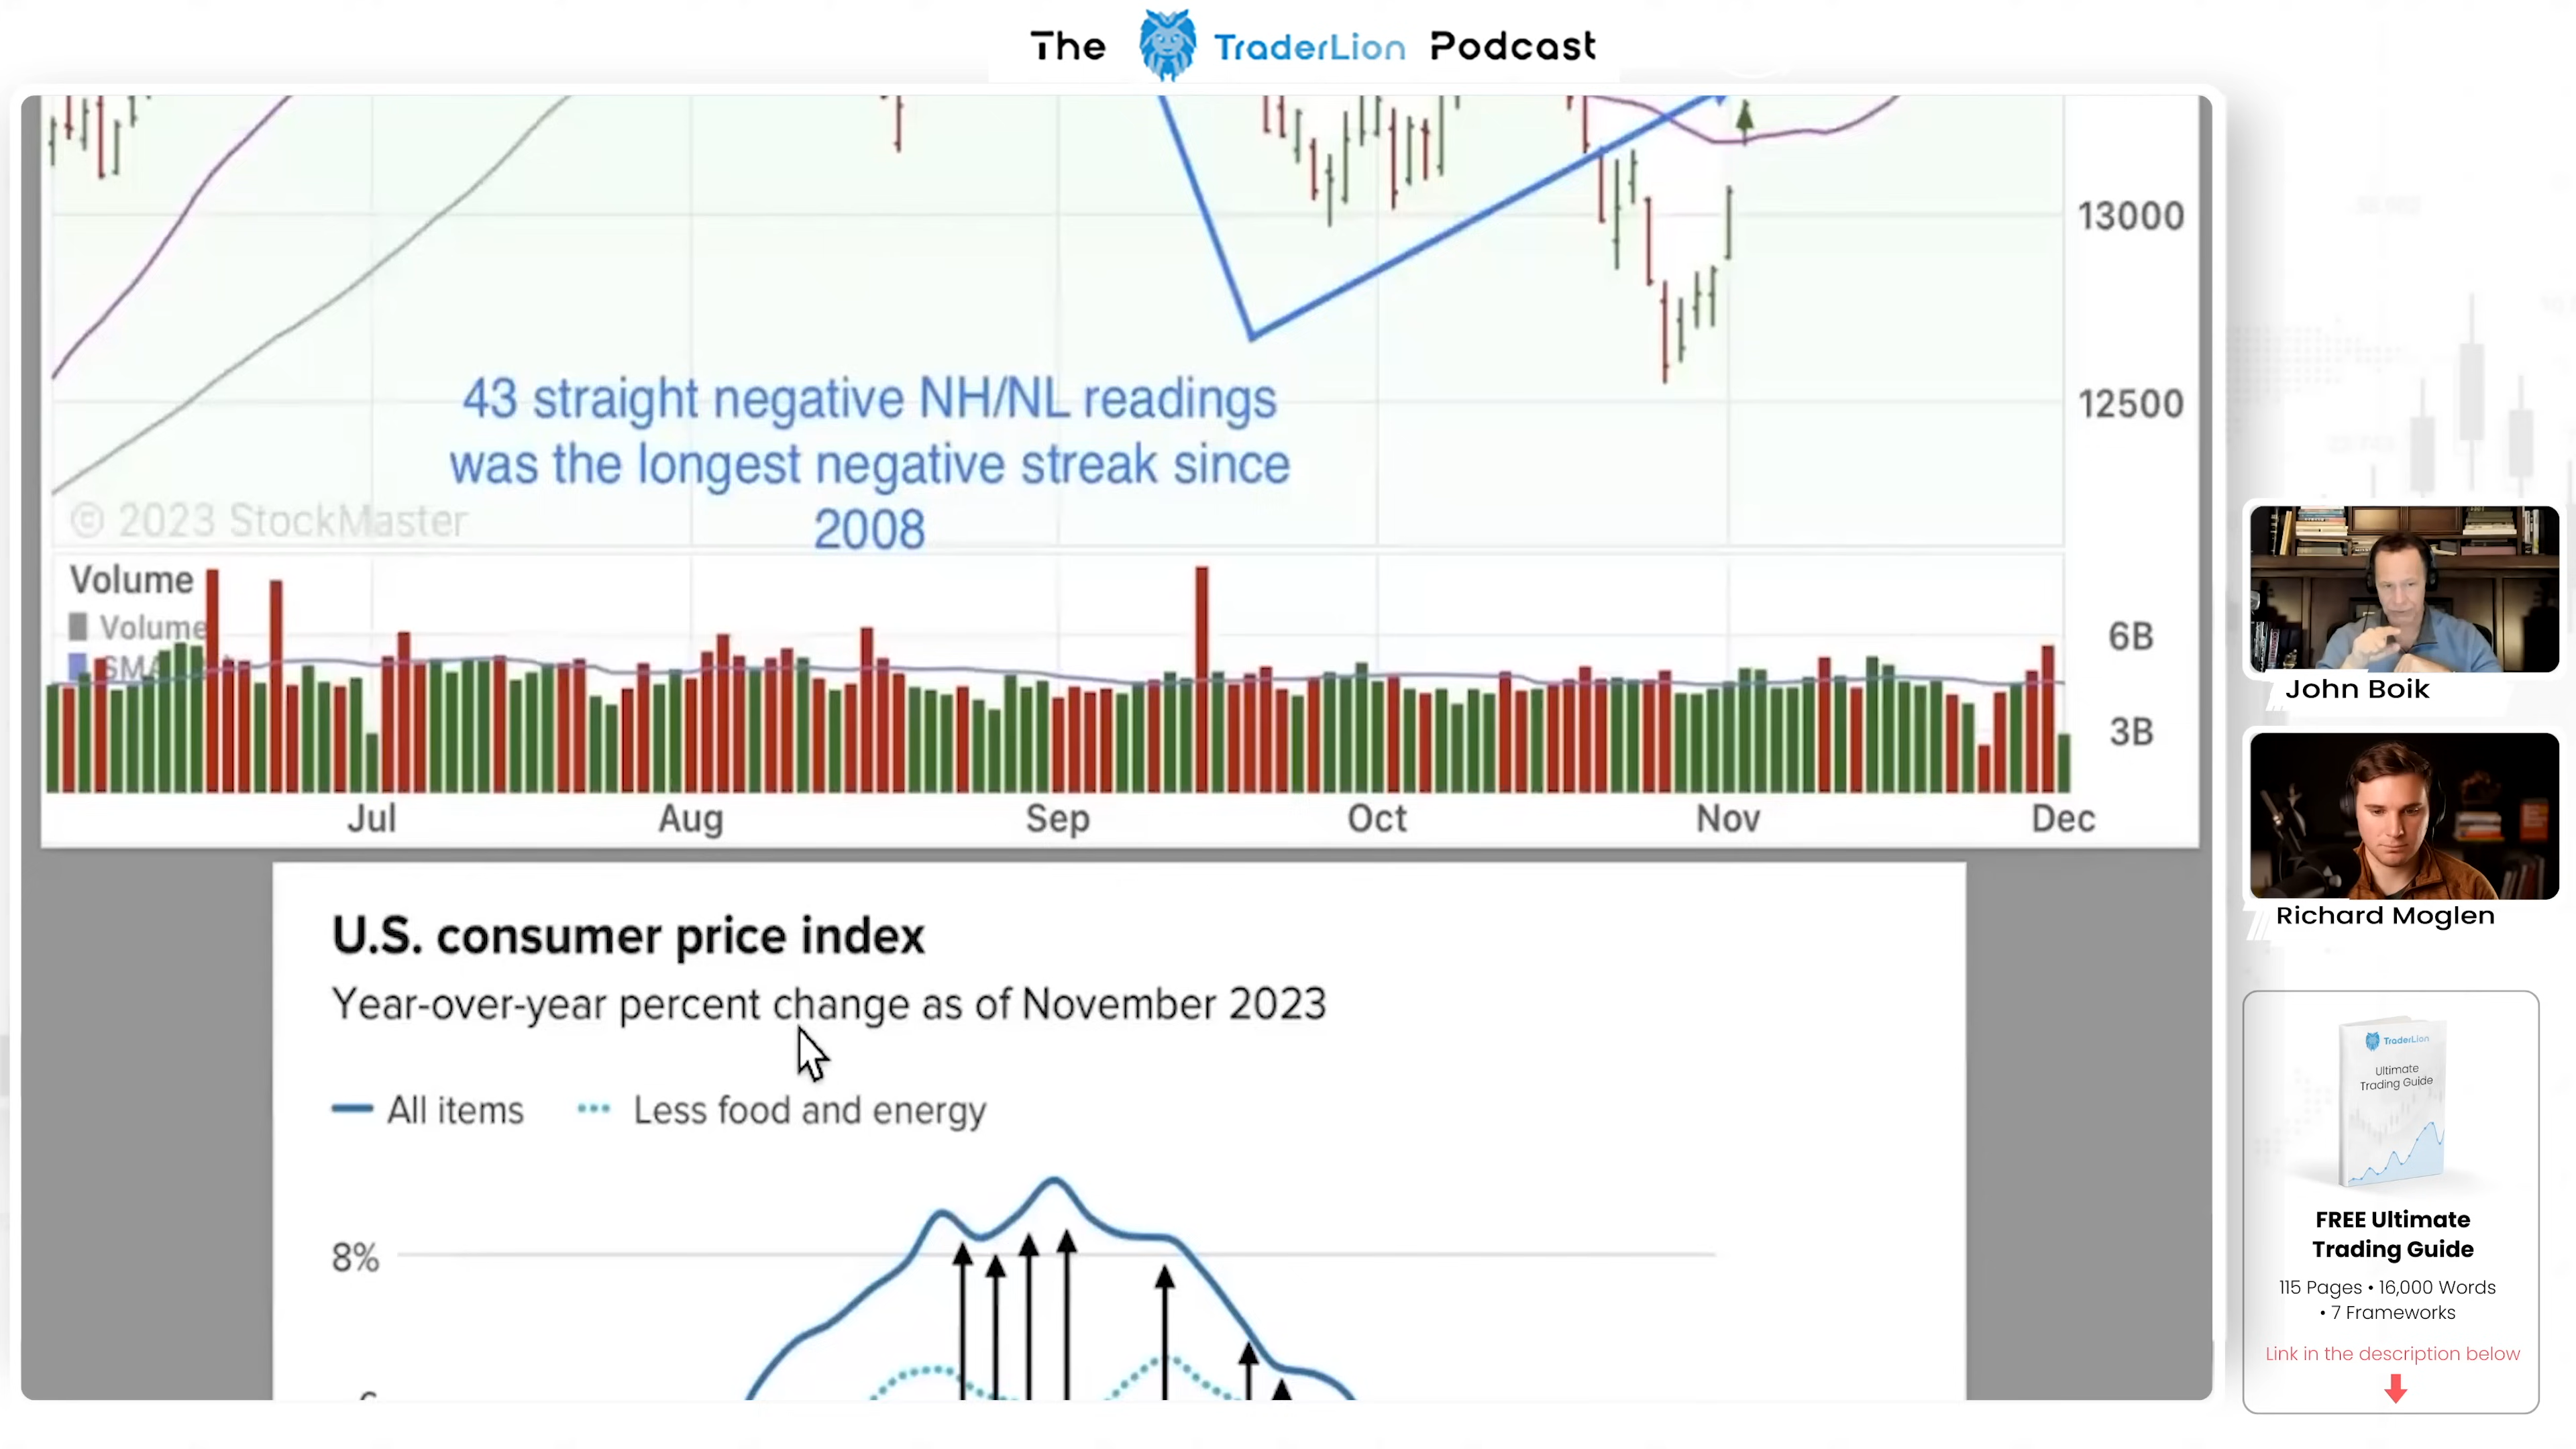 The TraderLion Podcast
13000
12500
43 straight negative NH/NL readings
was the longest negative streak since
2008
© 2023 StockMaster
Volume
Volume
6B
3B
Jul Aug Sep Oct Nov Dec
U.S. consumer price index
Year-over-year percent change as of November 2023
All items Less food and energy
8%
John Boik
Richard Moglen
TraderLion
Ultimate
Trading Guide
FREE Ultimate
Trading Guide
115 Pages • 16,000 Words
• 7 Frameworks
Link in the description below